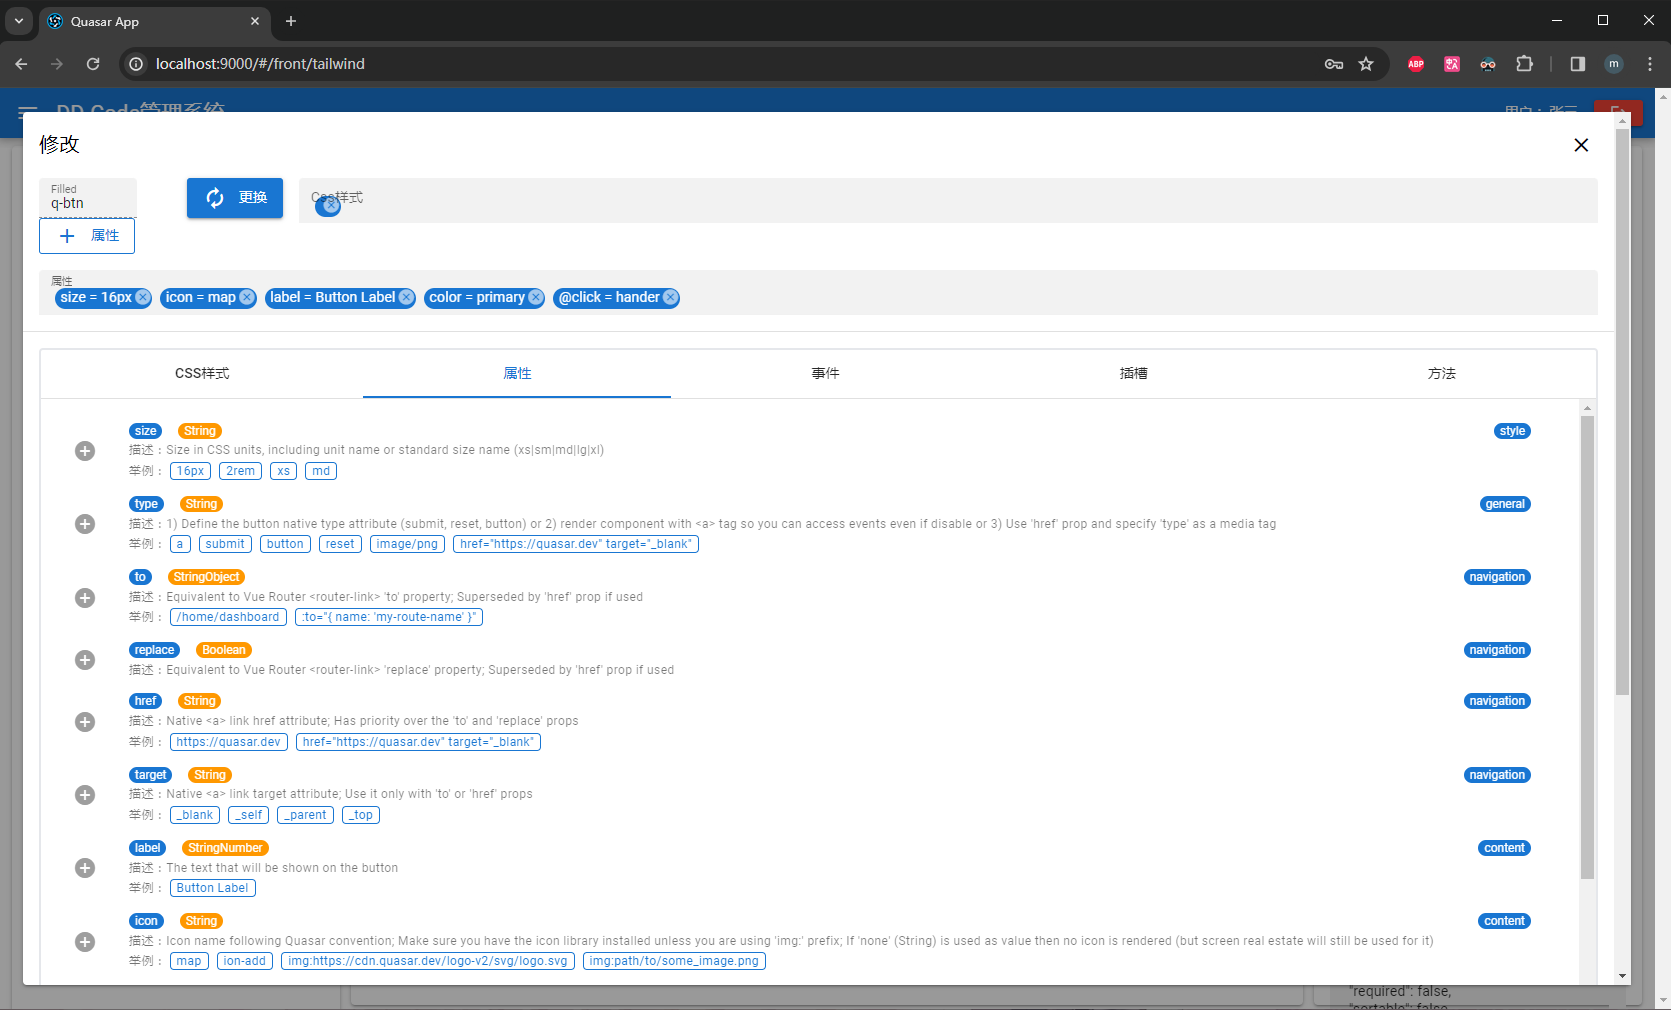 Quasar App
localhost:9000/#/front/tailwind
ABP
m
DD Code管理系统
用户：张三
修改
Filled
q-btn
更换
Css样式
属性
属性
size = 16px icon = map label = Button Label color = primary @click = hander
CSS样式 属性 事件 插槽 方法
size String style
描述：Size in CSS units, including unit name or standard size name (xs|sm|md|lg|xl)
举例： 16px 2rem xs md
type String general
描述：1) Define the button native type attribute (submit, reset, button) or 2) render component with <a> tag so you can access events even if disable or 3) Use 'href' prop and specify 'type' as a media tag
举例： a submit button reset image/png href="https://quasar.dev" target="_blank"
to StringObject navigation
描述：Equivalent to Vue Router <router-link> 'to' property; Superseded by 'href' prop if used
举例： /home/dashboard :to="{ name: 'my-route-name' }"
replace Boolean navigation
描述：Equivalent to Vue Router <router-link> 'replace' property; Superseded by 'href' prop if used
href String navigation
描述：Native <a> link href attribute; Has priority over the 'to' and 'replace' props
举例： https://quasar.dev href="https://quasar.dev" target="_blank"
target String navigation
描述：Native <a> link target attribute; Use it only with 'to' or 'href' props
举例： _blank _self _parent _top
label StringNumber content
描述：The text that will be shown on the button
举例： Button Label
icon String content
描述：Icon name following Quasar convention; Make sure you have the icon library installed unless you are using 'img:' prefix; If 'none' (String) is used as value then no icon is rendered (but screen real estate will still be used for it)
举例： map ion-add img:https://cdn.quasar.dev/logo-v2/svg/logo.svg img:path/to/some_image.png
"required": false,
"sortable": false